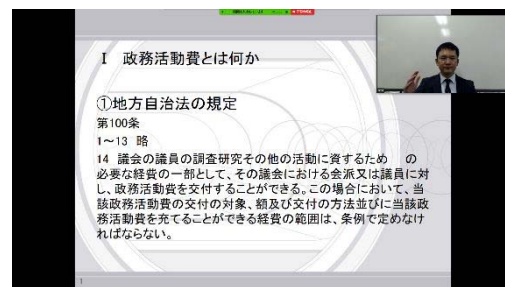 Ⅰ 政務活動費とは何か
①地方自治法の規定
第100条
1～13 略
14 議会の議員の調査研究その他の活動に資するため の
必要な経費の一部として、その議会における会派又は議員に対
し、政務活動費を交付することができる。この場合において、当
該政務活動費の交付の対象、額及び交付の方法並びに当該政
務活動費を充てることができる経費の範囲は、条例で定めなけ
ればならない。
1